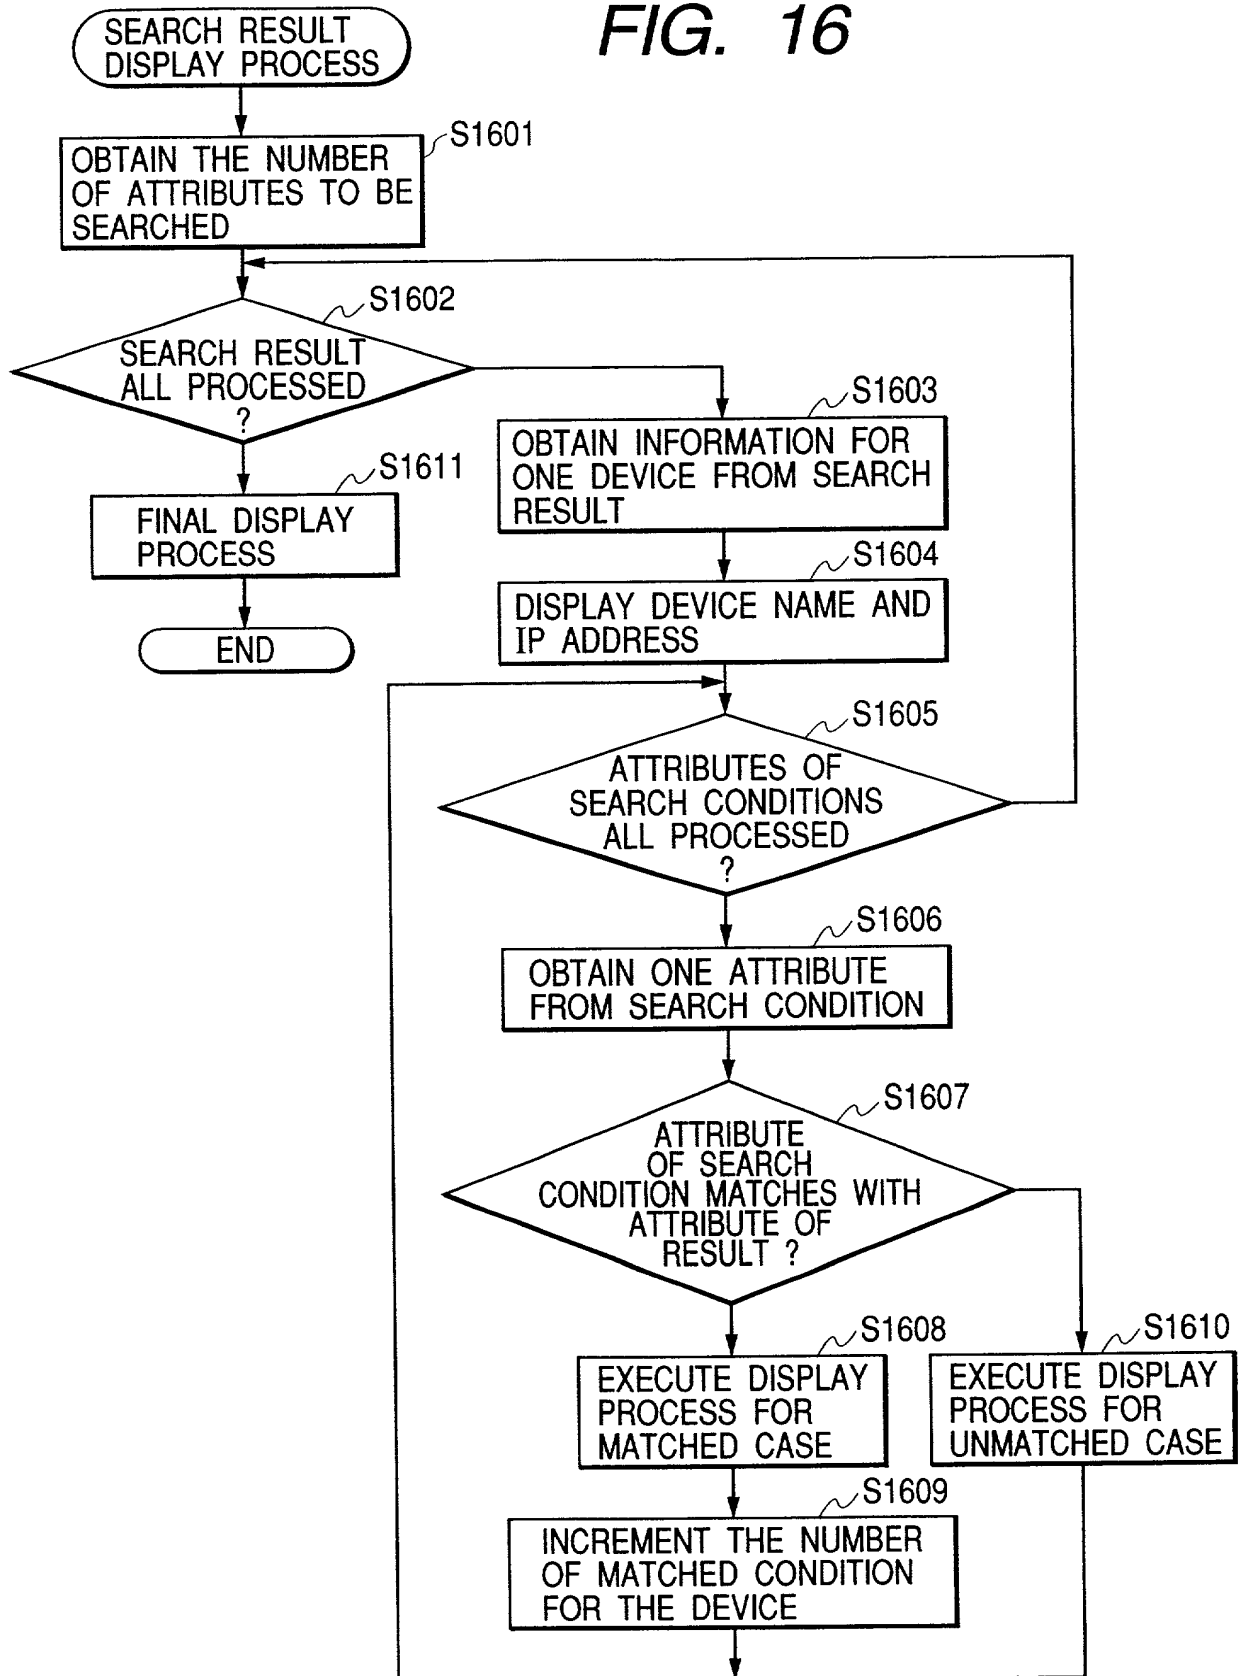 FIG. 16
SEARCH RESULT
DISPLAY PROCESS
S1601
OBTAIN THE NUMBER
OF ATTRIBUTES TO BE
SEARCHED
S1602
SEARCH RESULT
ALL PROCESSED
?
S1611
FINAL DISPLAY
PROCESS
END
S1603
OBTAIN INFORMATION FOR
ONE DEVICE FROM SEARCH
RESULT
S1604
DISPLAY DEVICE NAME AND
IP ADDRESS
S1605
ATTRIBUTES OF
SEARCH CONDITIONS
ALL PROCESSED
?
S1606
OBTAIN ONE ATTRIBUTE
FROM SEARCH CONDITION
S1607
ATTRIBUTE
OF SEARCH
CONDITION MATCHES WITH
ATTRIBUTE OF
RESULT ?
S1608
EXECUTE DISPLAY
PROCESS FOR
MATCHED CASE
S1610
EXECUTE DISPLAY
PROCESS FOR
UNMATCHED CASE
S1609
INCREMENT THE NUMBER
OF MATCHED CONDITION
FOR THE DEVICE